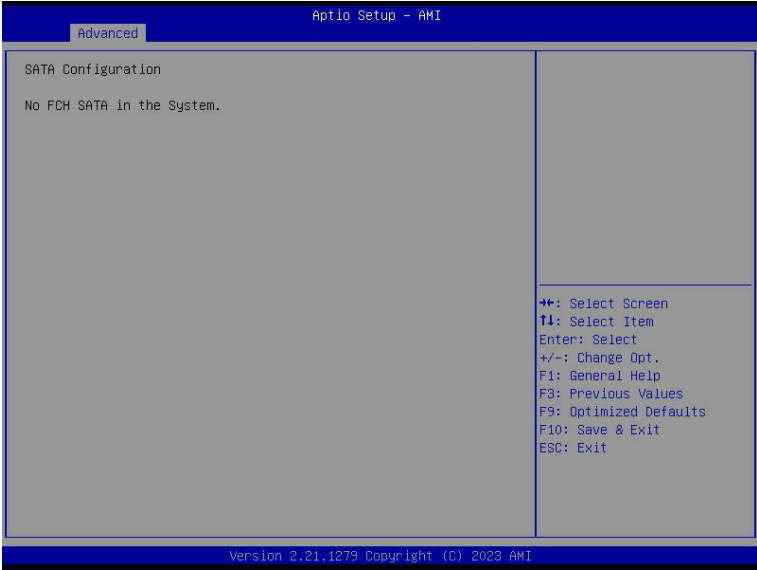 Aptio Setup - AMI
Advanced
SATA Configuration
No FCH SATA in the System.
→←: Select Screen
↑↓: Select Item
Enter: Select
+/-: Change Opt.
F1: General Help
F3: Previous Values
F9: Optimized Defaults
F10: Save & Exit
ESC: Exit
Version 2.21.1279 Copyright (C) 2023 AMI